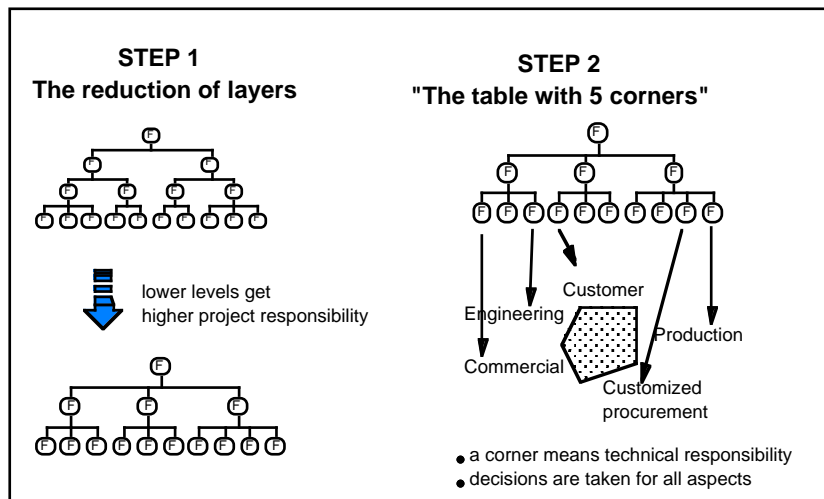 STEP 1
The reduction of layers
F
F F
F F F F
F F F F F F F F F F
lower levels get
higher project responsibility
F
F F F
F F F F F F F F F F
STEP 2
"The table with 5 corners"
F
F F F
F F F F F F F F F F
Customer
Engineering
Production
Commercial
Customized
procurement
• a corner means technical responsibility
• decisions are taken for all aspects